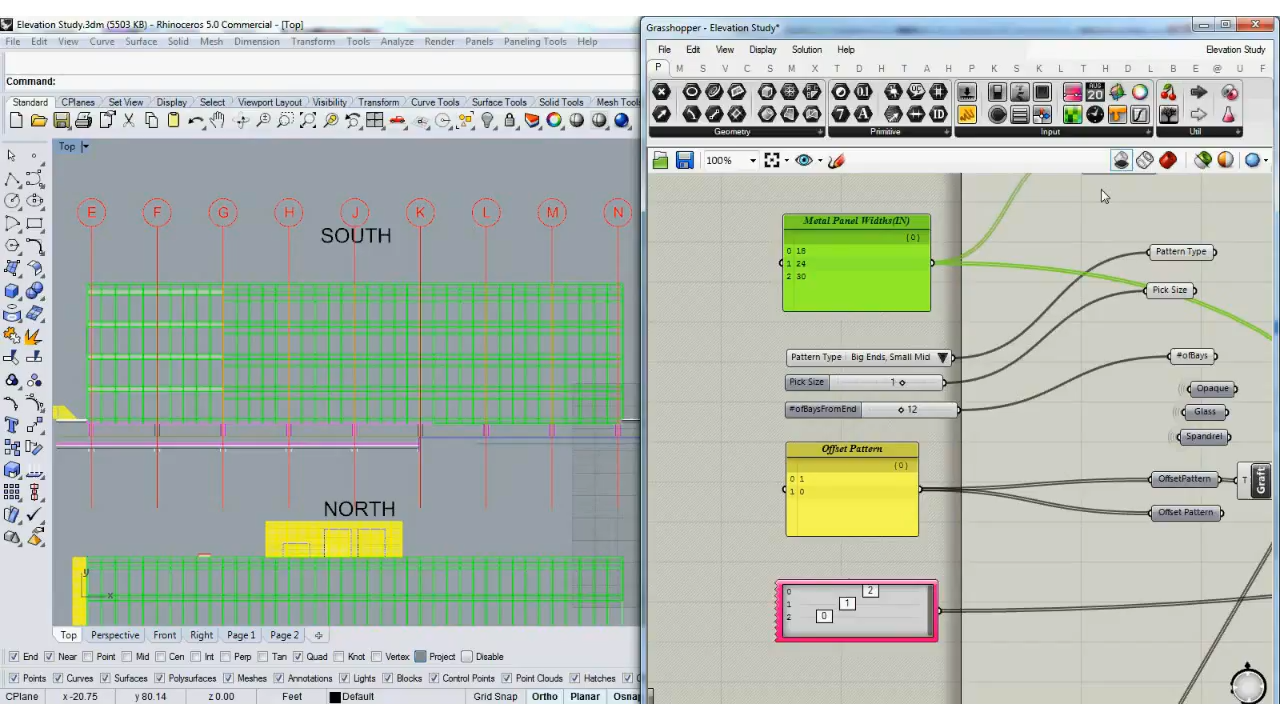 Elevation Study.3dm (5503 KB) - Rhinoceros 5.0 Commercial - [Top]
File Edit View Curve Surface Solid Mesh Dimension Transform Tools Analyze Render Panels Paneling Tools Help
Command:
Standard CPlanes Set View Display Select Viewport Layout Visibility Transform Curve Tools Surface Tools Solid Tools Mesh Tools
Top
E F G H J K L M N
SOUTH
NORTH
y
x
Top Perspective Front Right Page 1 Page 2
End Near Point Mid Cen Int Perp Tan Quad Knot Vertex Project Disable
Points Curves Surfaces Polysurfaces Meshes Annotations Lights Blocks Control Points Point Clouds Hatches
CPlane x -20.75 y 80.14 z 0.00 Feet Default Grid Snap Ortho Planar Osnap
Grasshopper - Elevation Study*
File Edit View Display Solution Help Elevation Study
P M S V C S M X T D H T A H P K S L T H D L B E @ U F
Geometry Primitive Input Util
100%
Metal Panel Widths(IN)
{0}
0 18
1 24
2 30
Pattern Type Big Ends, Small Mid
Pick Size 1
#ofBaysFromEnd 12
Offset Pattern
{0}
0 1
1 0
0
1
2
2
1
0
Pattern Type
Pick Size
#ofBays
Opaque
Glass
Spandrel
OffsetPattern
T Graft
Offset Pattern